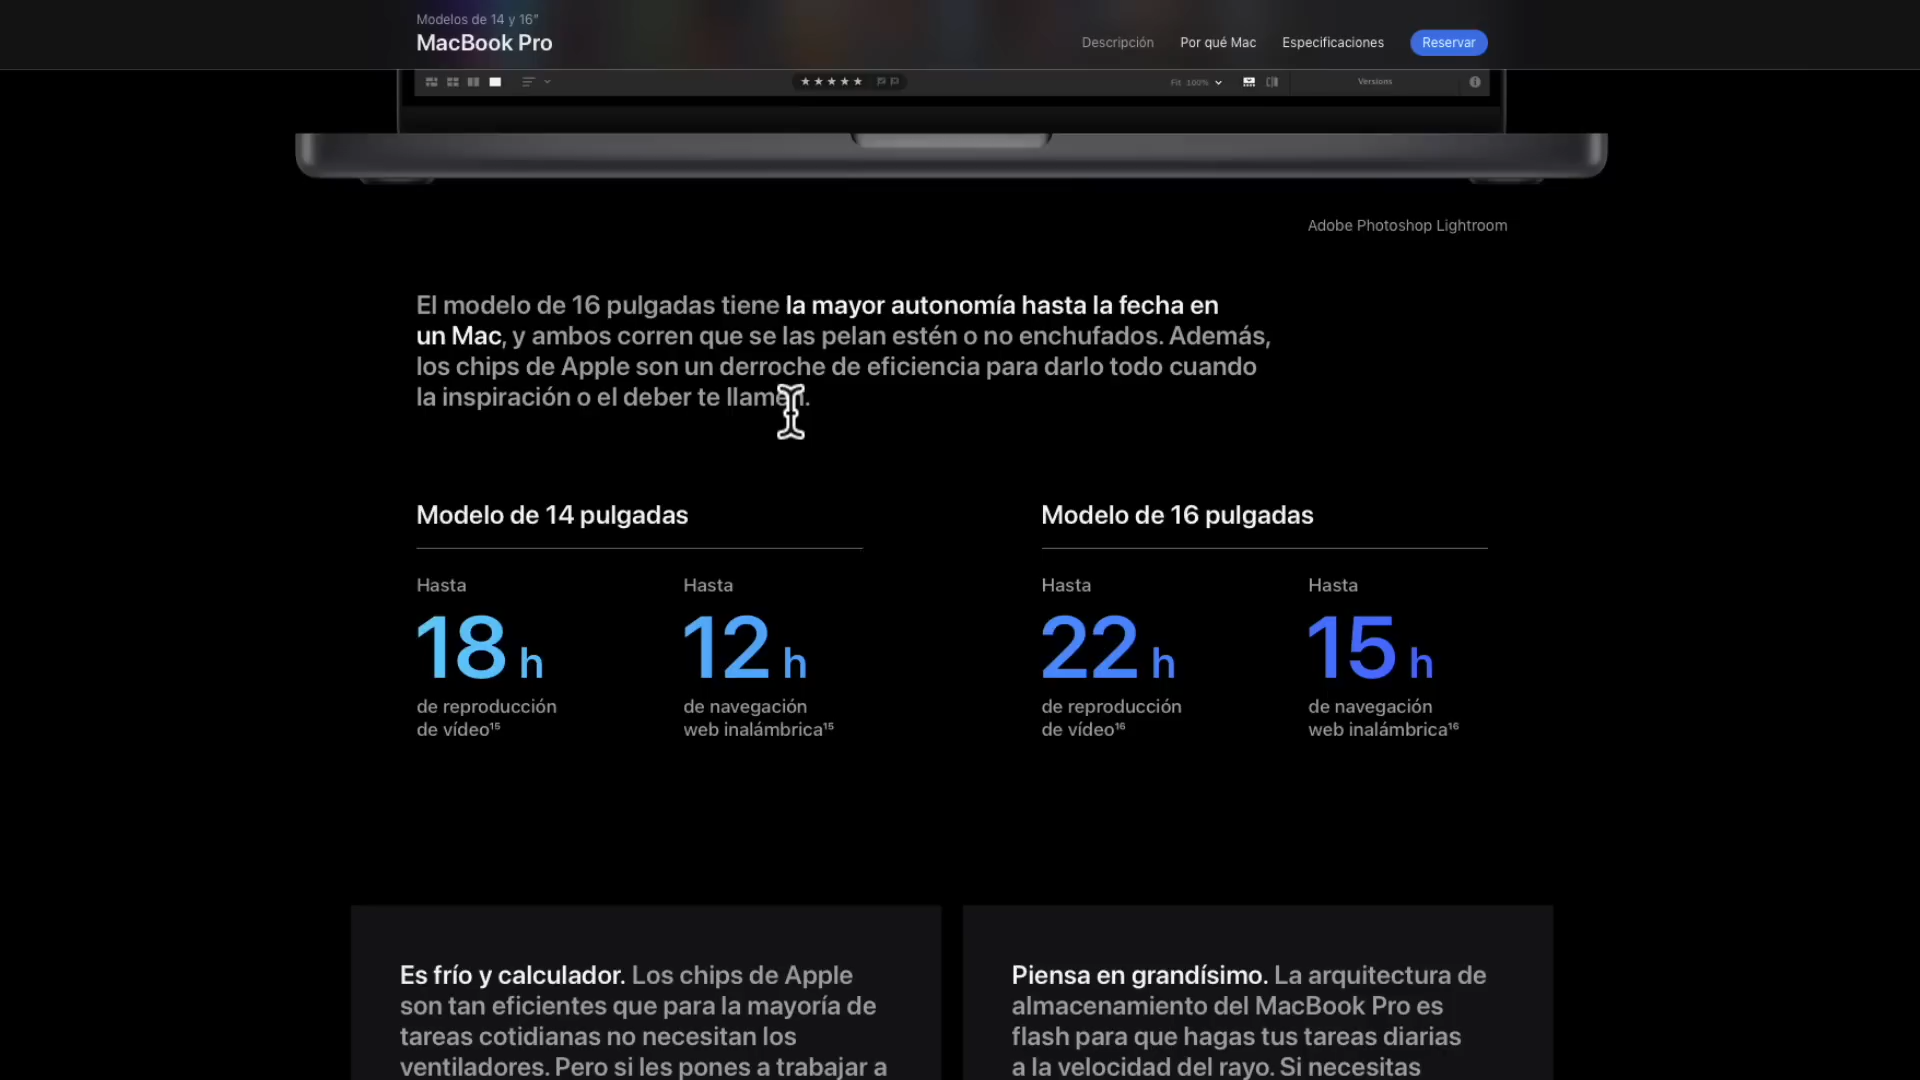 Modelos de 14 y 16”
MacBook Pro
Descripción
Por qué Mac
Especificaciones
Reservar
Fit 100%
Versions
Adobe Photoshop Lightroom
El modelo de 16 pulgadas tiene la mayor autonomía hasta la fecha en
un Mac, y ambos corren que se las pelan estén o no enchufados. Además,
los chips de Apple son un derroche de eficiencia para darlo todo cuando
la inspiración o el deber te llamen.
Modelo de 14 pulgadas
Hasta
18 h
de reproducción
de vídeo¹⁵
Hasta
12 h
de navegación
web inalámbrica¹⁵
Modelo de 16 pulgadas
Hasta
22 h
de reproducción
de vídeo¹⁶
Hasta
15 h
de navegación
web inalámbrica¹⁶
Es frío y calculador. Los chips de Apple
son tan eficientes que para la mayoría de
tareas cotidianas no necesitan los
ventiladores. Pero si les pones a trabajar a
Piensa en grandísimo. La arquitectura de
almacenamiento del MacBook Pro es
flash para que hagas tus tareas diarias
a la velocidad del rayo. Si necesitas